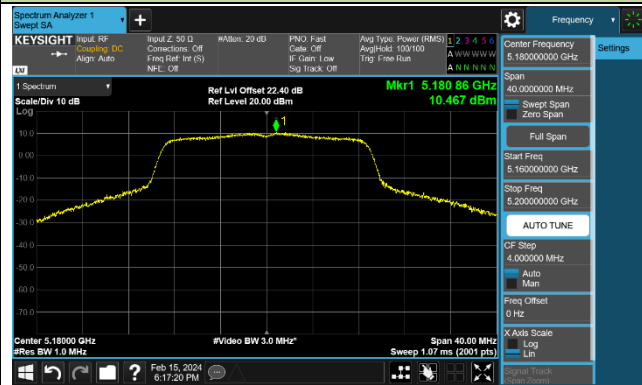 Spectrum Analyzer 1
Swept SA
+
Frequency
KEYSIGHT
Input: RF
Coupling: DC
Align: Auto
Input Z: 50 Ω
Corrections: Off
Freq Ref: Int (S)
NFE: Off
#Atten: 20 dB
PNO: Fast
Gate: Off
IF Gain: Low
Sig Track: Off
Avg Type: Power (RMS)
Avg|Hold: 100/100
Trig: Free Run
1 2 3 4 5 6
A W W W W W
A N N N N N
LXI
1 Spectrum
Scale/Div 10 dB
Log
Ref Lvl Offset 22.40 dB
Ref Level 20.00 dBm
Mkr1 5.180 86 GHz
10.467 dBm
1
10.0
0.00
-10.0
-20.0
-30.0
-40.0
-50.0
-60.0
-70.0
Center 5.18000 GHz
#Res BW 1.0 MHz
#Video BW 3.0 MHz*
Span 40.00 MHz
Sweep 1.07 ms (2001 pts)
Feb 15, 2024
6:17:20 PM
?
Center Frequency
5.180000000 GHz
Settings
Span
40.0000000 MHz
Swept Span
Zero Span
Full Span
Start Freq
5.160000000 GHz
Stop Freq
5.200000000 GHz
AUTO TUNE
CF Step
4.000000 MHz
Auto
Man
Freq Offset
0 Hz
X Axis Scale
Log
Lin
Signal Track
(Span Zoom)